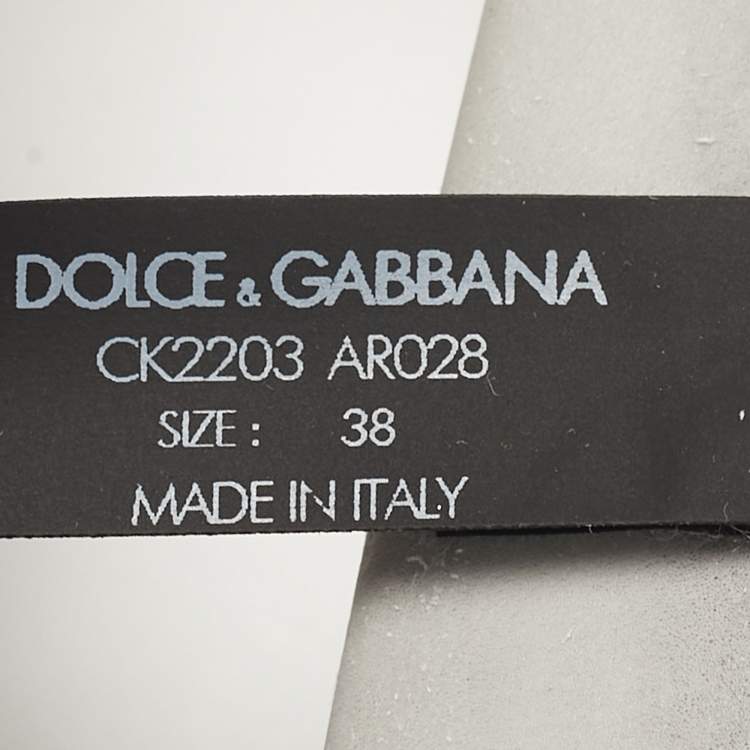 DOLCE & GABBANA
CK2203 AR028
SIZE: 38
MADE IN ITALY